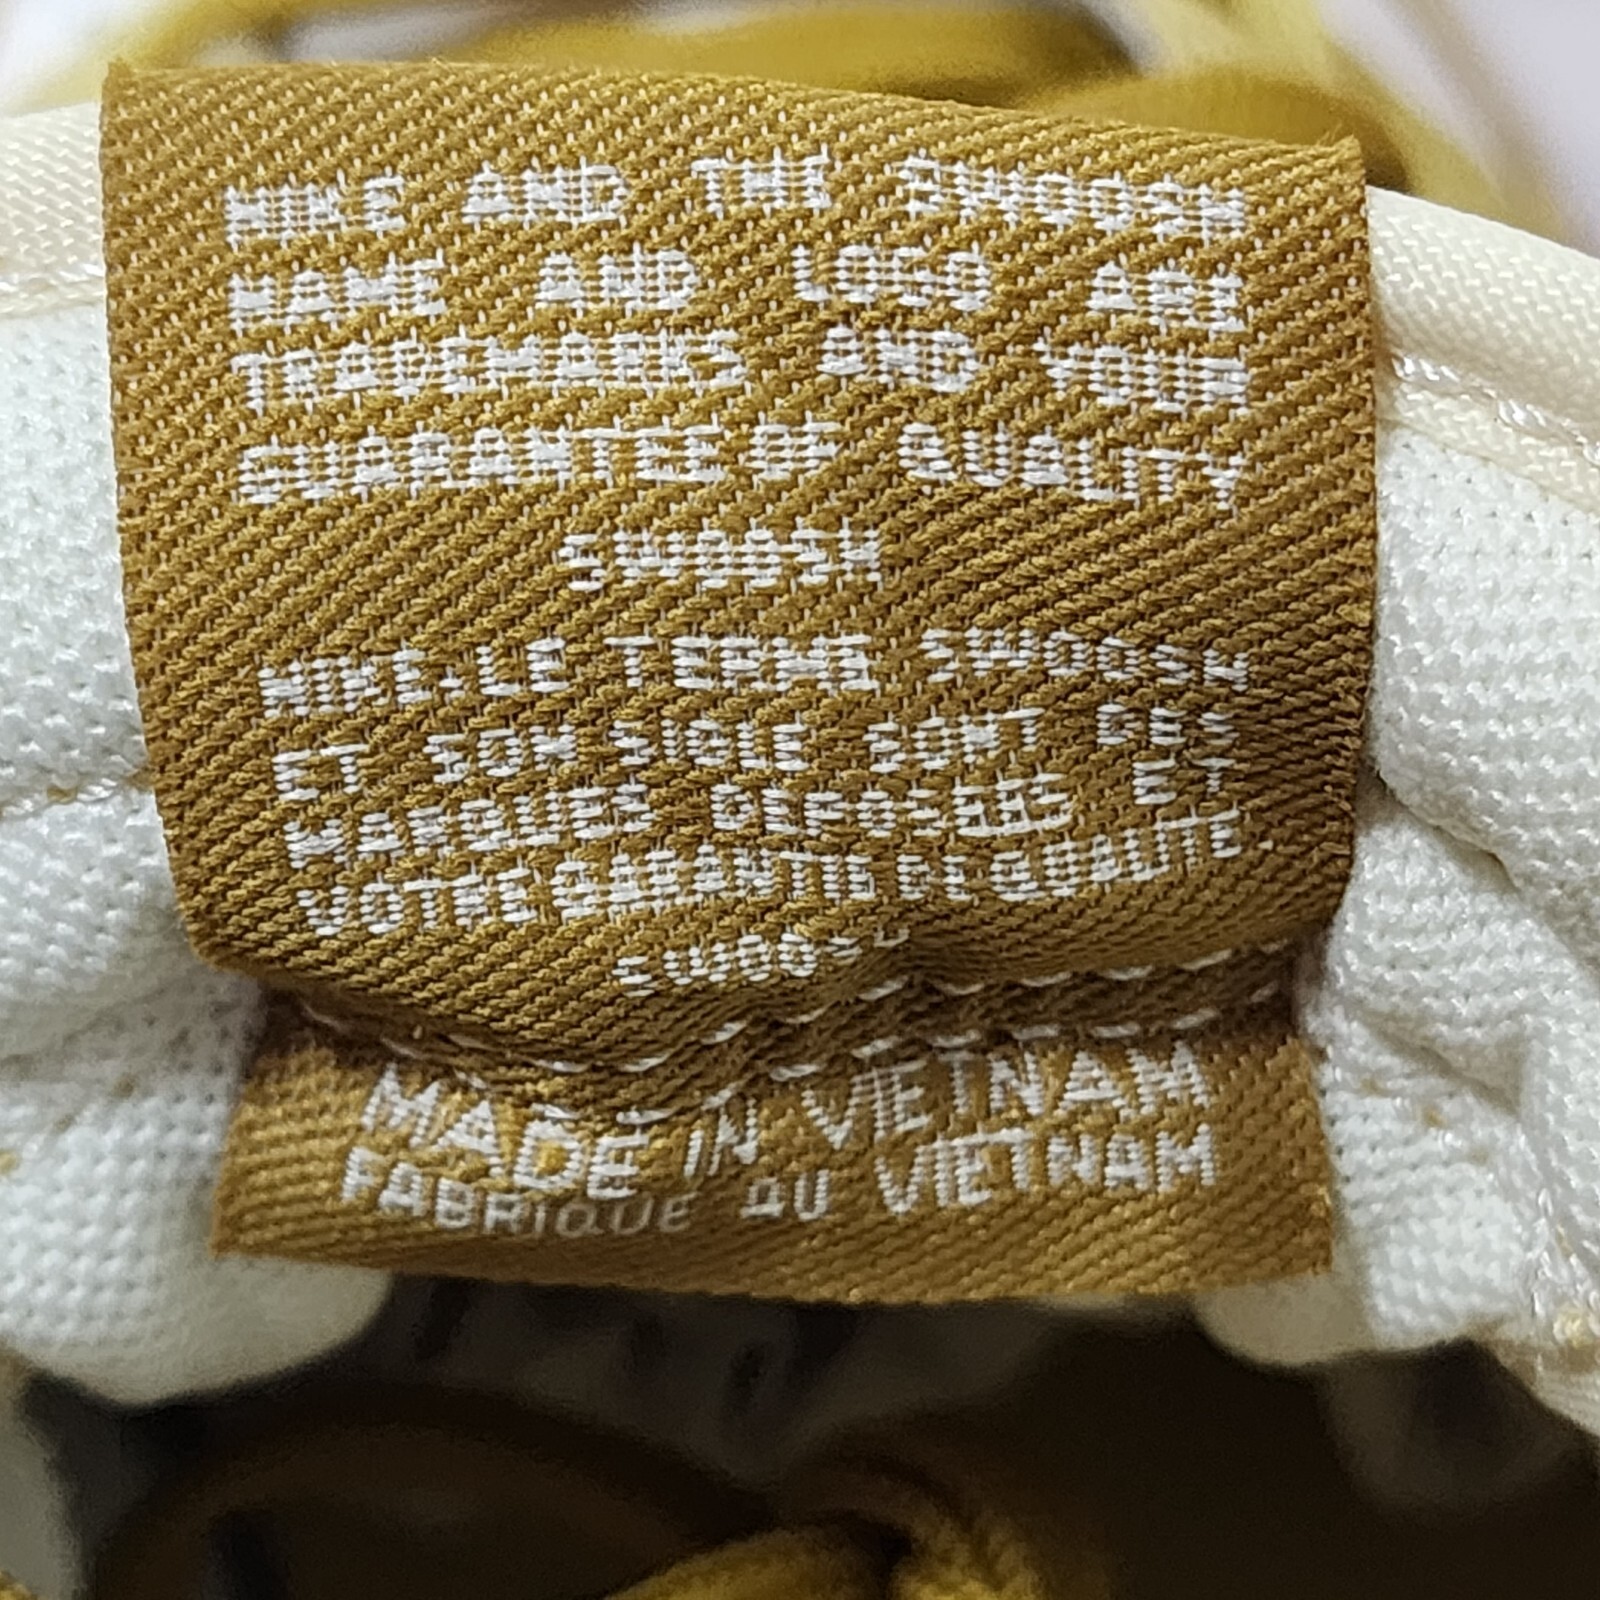 NIKE AND THE SWOOSH
NAME AND LOGO ARE
TRADEMARKS AND YOUR
GUARANTEE OF QUALITY
SWOOSH
NIKE.LE TERME SWOOSH
ET SON SIGLE SONT DES
MARQUES DEPOSEES ET
VOTRE GARANTIE DE QUALITE.
SWOOSH
MADE IN VIETNAM
FABRIQUE AU VIETNAM